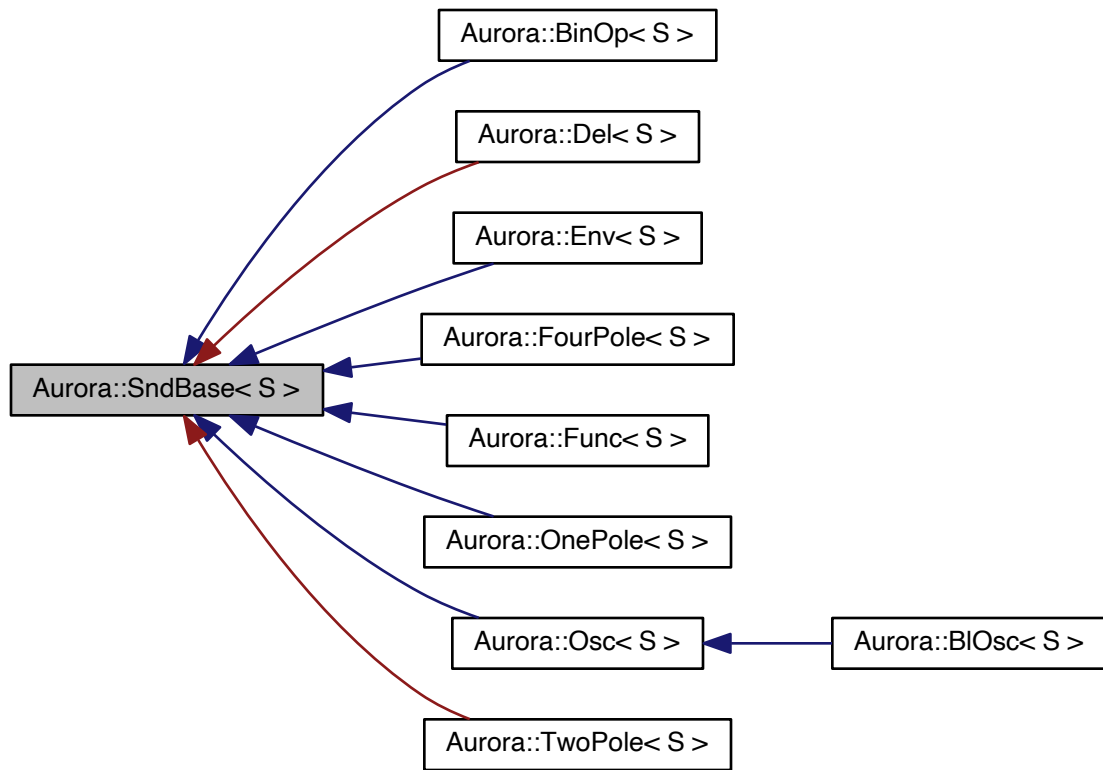 Aurora::BinOp< S >
Aurora::Del< S >
Aurora::Env< S >
Aurora::FourPole< S >
Aurora::SndBase< S >
Aurora::Func< S >
Aurora::OnePole< S >
Aurora::Osc< S >
Aurora::BlOsc< S >
Aurora::TwoPole< S >